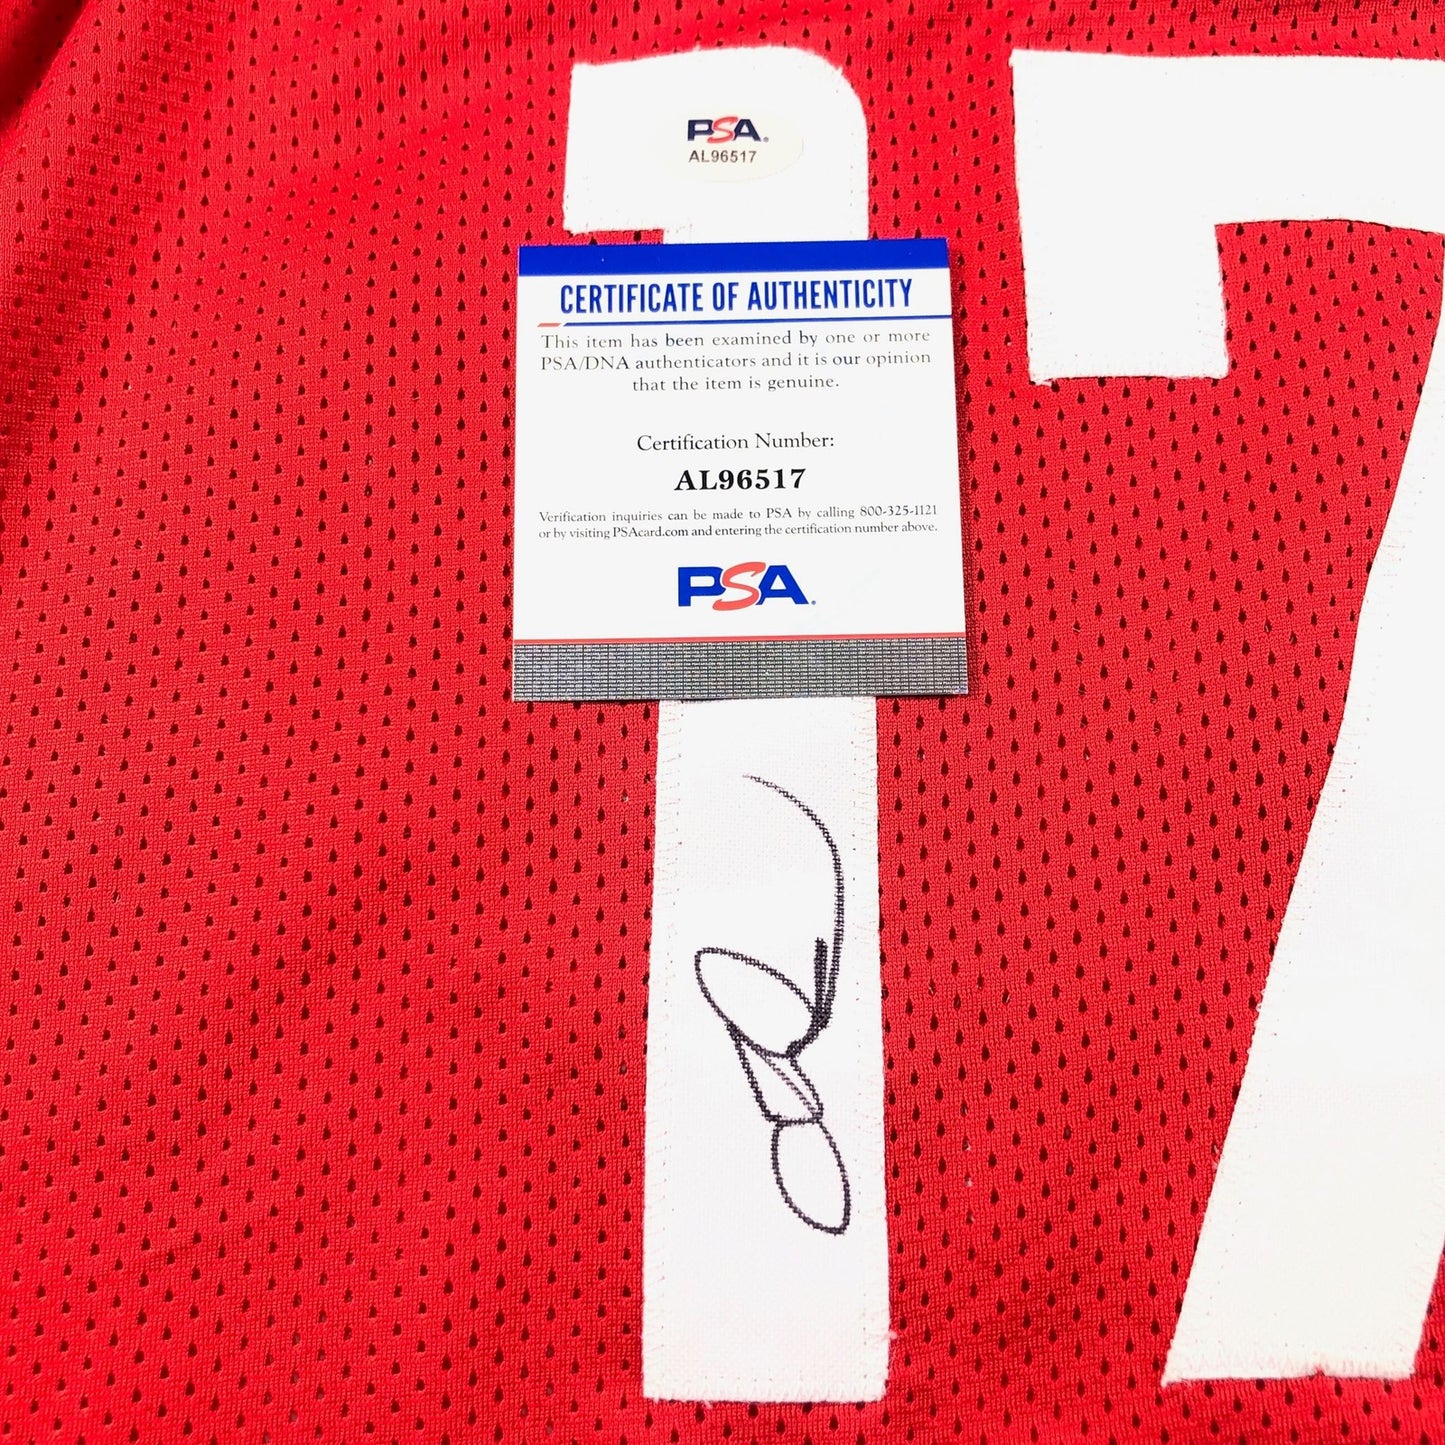 PSA
AL96517
17
CERTIFICATE OF AUTHENTICITY
This item has been examined by one or more
PSA/DNA authenticators and it is our opinion
that the item is genuine.
Certification Number:
AL96517
Verification inquiries can be made to PSA by calling 800-325-1121
or by visiting PSAcard.com and entering the certification number above.
PSA